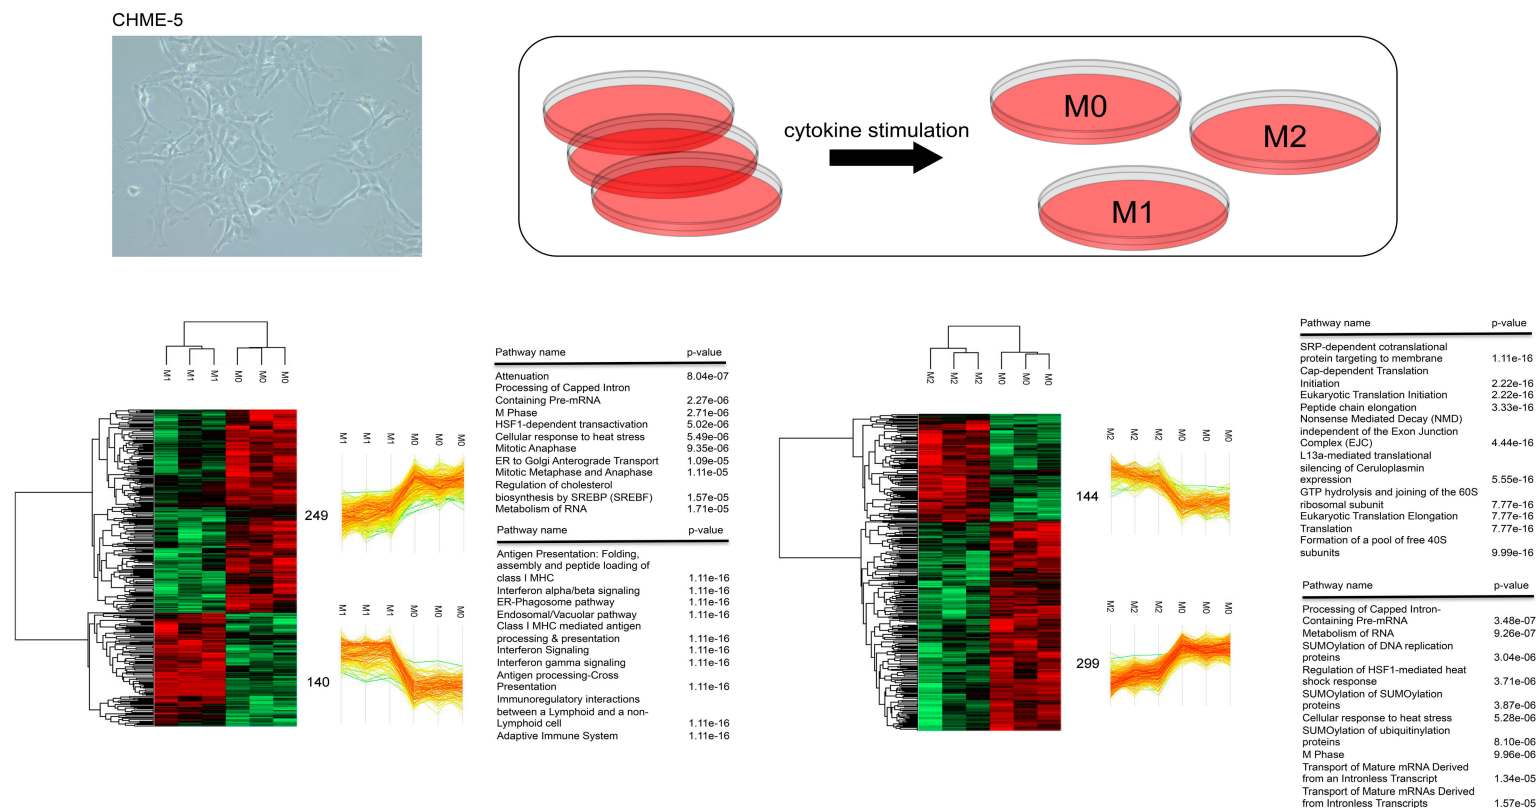 CHME-5
cytokine stimulation
M0
M2
M1
M1
M1
M1
M0
M0
M0
249
M1
M1
M1
M0
M0
M0
140
M1
M1
M1
M0
M0
M0
Pathway name p-value
Attenuation 8.04e-07
Processing of Capped Intron
Containing Pre-mRNA 2.27e-06
M Phase 2.71e-06
HSF1-dependent transactivation 5.02e-06
Cellular response to heat stress 5.49e-06
Mitotic Anaphase 9.35e-06
ER to Golgi Anterograde Transport 1.09e-05
Mitotic Metaphase and Anaphase 1.11e-05
Regulation of cholesterol
biosynthesis by SREBP (SREBF) 1.57e-05
Metabolism of RNA 1.71e-05
Pathway name p-value
Antigen Presentation: Folding,
assembly and peptide loading of
class I MHC 1.11e-16
Interferon alpha/beta signaling 1.11e-16
ER-Phagosome pathway 1.11e-16
Endosomal/Vacuolar pathway 1.11e-16
Class I MHC mediated antigen
processing & presentation 1.11e-16
Interferon Signaling 1.11e-16
Interferon gamma signaling 1.11e-16
Antigen processing-Cross
Presentation 1.11e-16
Immunoregulatory interactions
between a Lymphoid and a non-
Lymphoid cell 1.11e-16
Adaptive Immune System 1.11e-16
M2
M2
M2
M0
M0
M0
144
M2
M2
M2
M0
M0
M0
299
M2
M2
M2
M0
M0
M0
Pathway name p-value
SRP-dependent cotranslational
protein targeting to membrane 1.11e-16
Cap-dependent Translation
Initiation 2.22e-16
Eukaryotic Translation Initiation 2.22e-16
Peptide chain elongation 3.33e-16
Nonsense Mediated Decay (NMD)
independent of the Exon Junction
Complex (EJC) 4.44e-16
L13a-mediated translational
silencing of Ceruloplasmin
expression 5.55e-16
GTP hydrolysis and joining of the 60S
ribosomal subunit 7.77e-16
Eukaryotic Translation Elongation 7.77e-16
Translation 7.77e-16
Formation of a pool of free 40S
subunits 9.99e-16
Pathway name p-value
Processing of Capped Intron-
Containing Pre-mRNA 3.48e-07
Metabolism of RNA 9.26e-07
SUMOylation of DNA replication
proteins 3.04e-06
Regulation of HSF1-mediated heat
shock response 3.71e-06
SUMOylation of SUMOylation
proteins 3.87e-06
Cellular response to heat stress 5.28e-06
SUMOylation of ubiquitinylation
proteins 8.10e-06
M Phase 9.96e-06
Transport of Mature mRNA Derived
from an Intronless Transcript 1.34e-05
Transport of Mature mRNAs Derived
from Intronless Transcripts 1.57e-05